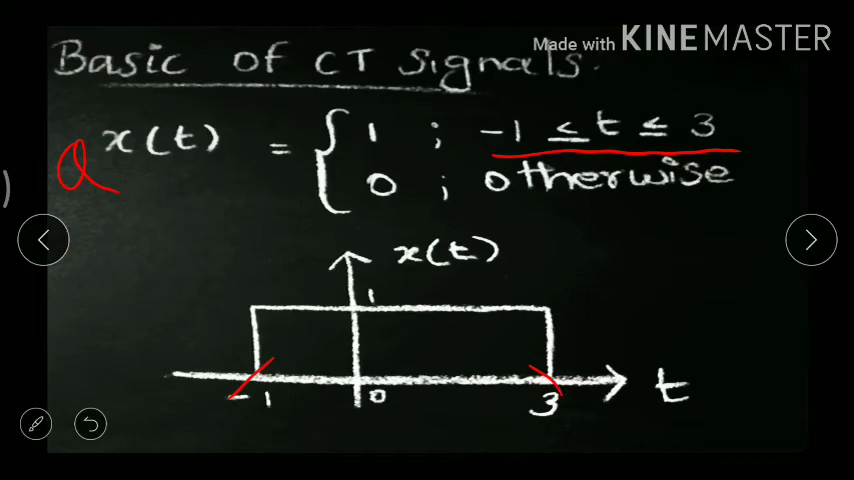 Made with KINEMASTER
Basic of CT Signals.
Q x(t) = { 1 ; -1 ≤ t ≤ 3
0 ; otherwise
x(t)
1
-1 0 3 t